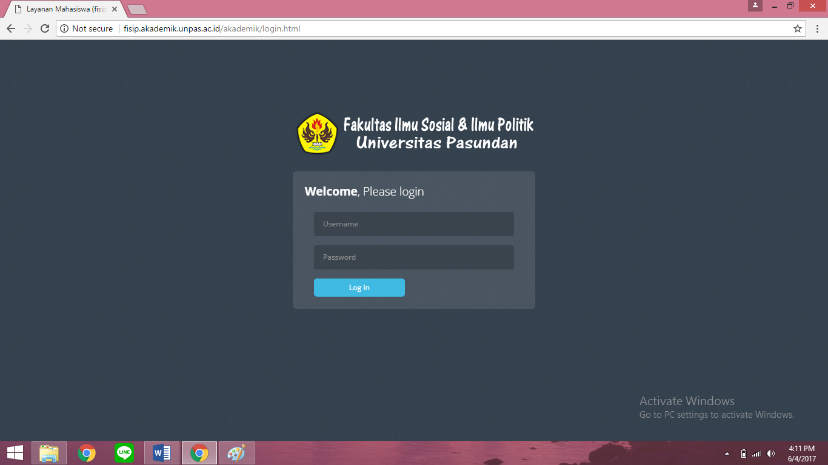 Layanan Mahasiswa (fisip
Not secure
fisip.akademik.unpas.ac.id/akademik/login.html
Fakultas Ilmu Sosial & Ilmu Politik
Universitas Pasundan
Welcome, Please login
Username
Password
Log In
Activate Windows
Go to PC settings to activate Windows.
LINE
4:11 PM
6/4/2017